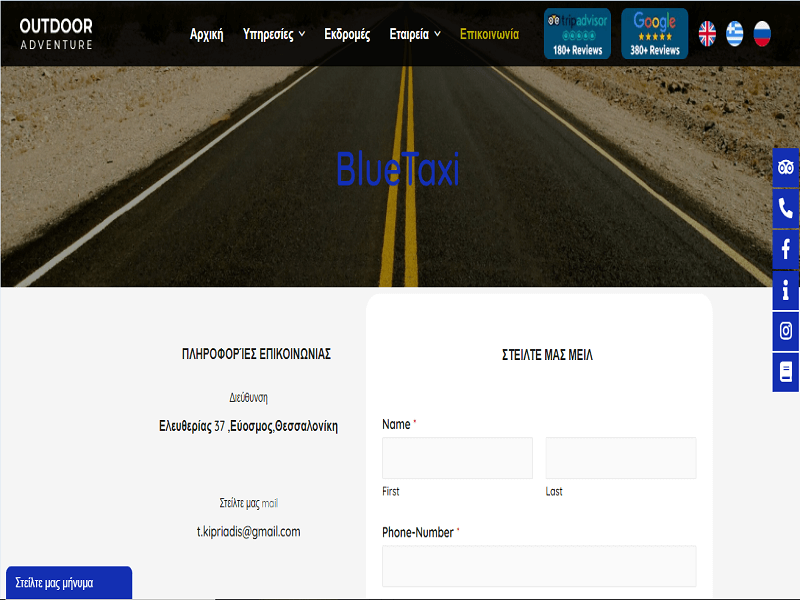 OUTDOOR
ADVENTURE
Αρχική Υπηρεσίες Εκδρομές Εταιρεία Επικοινωνία
tripadvisor
180+ Reviews
Google
380+ Reviews
BlueTaxi
ΠΛΗΡΟΦΟΡΊΕΣ ΕΠΙΚΟΙΝΩΝΙΑΣ
Διεύθυνση
Ελευθερίας 37 ,Εύοσμος,Θεσσαλονίκη
Στείλτε μας mail
t.kipriadis@gmail.com
ΣΤΕΙΛΤΕ ΜΑΣ ΜΕΙΛ
Name *
First Last
Phone-Number *
Στείλτε μας μήνυμα